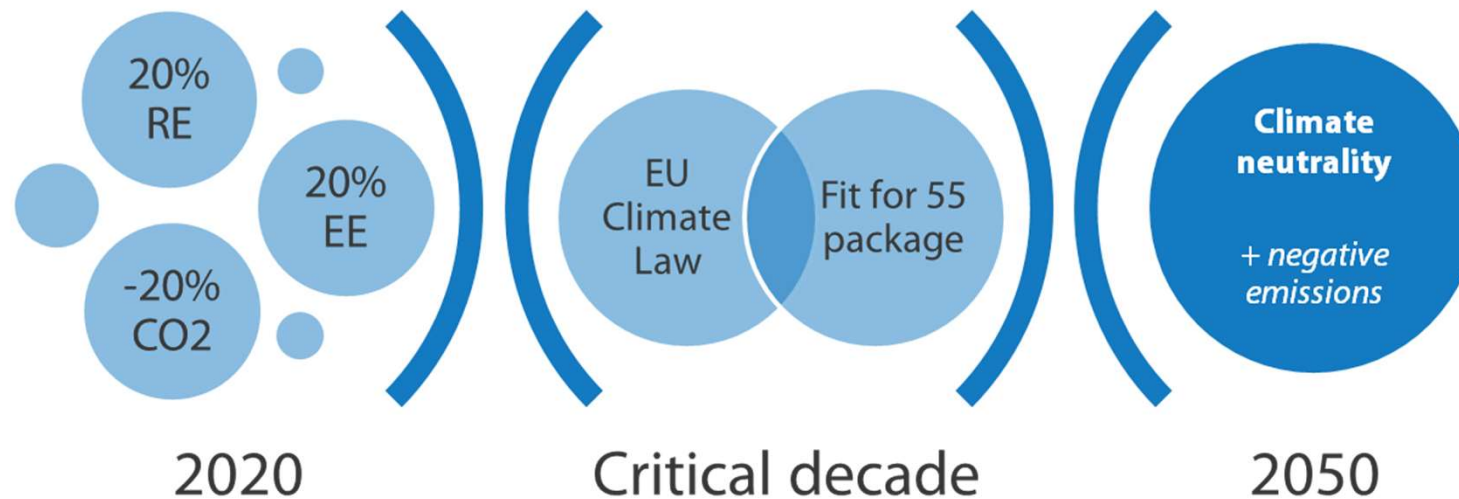 20%
RE
20%
EE
-20%
CO2
2020
EU
Climate
Law
Fit for 55
package
Critical decade
Climate
neutrality
+ negative
emissions
2050